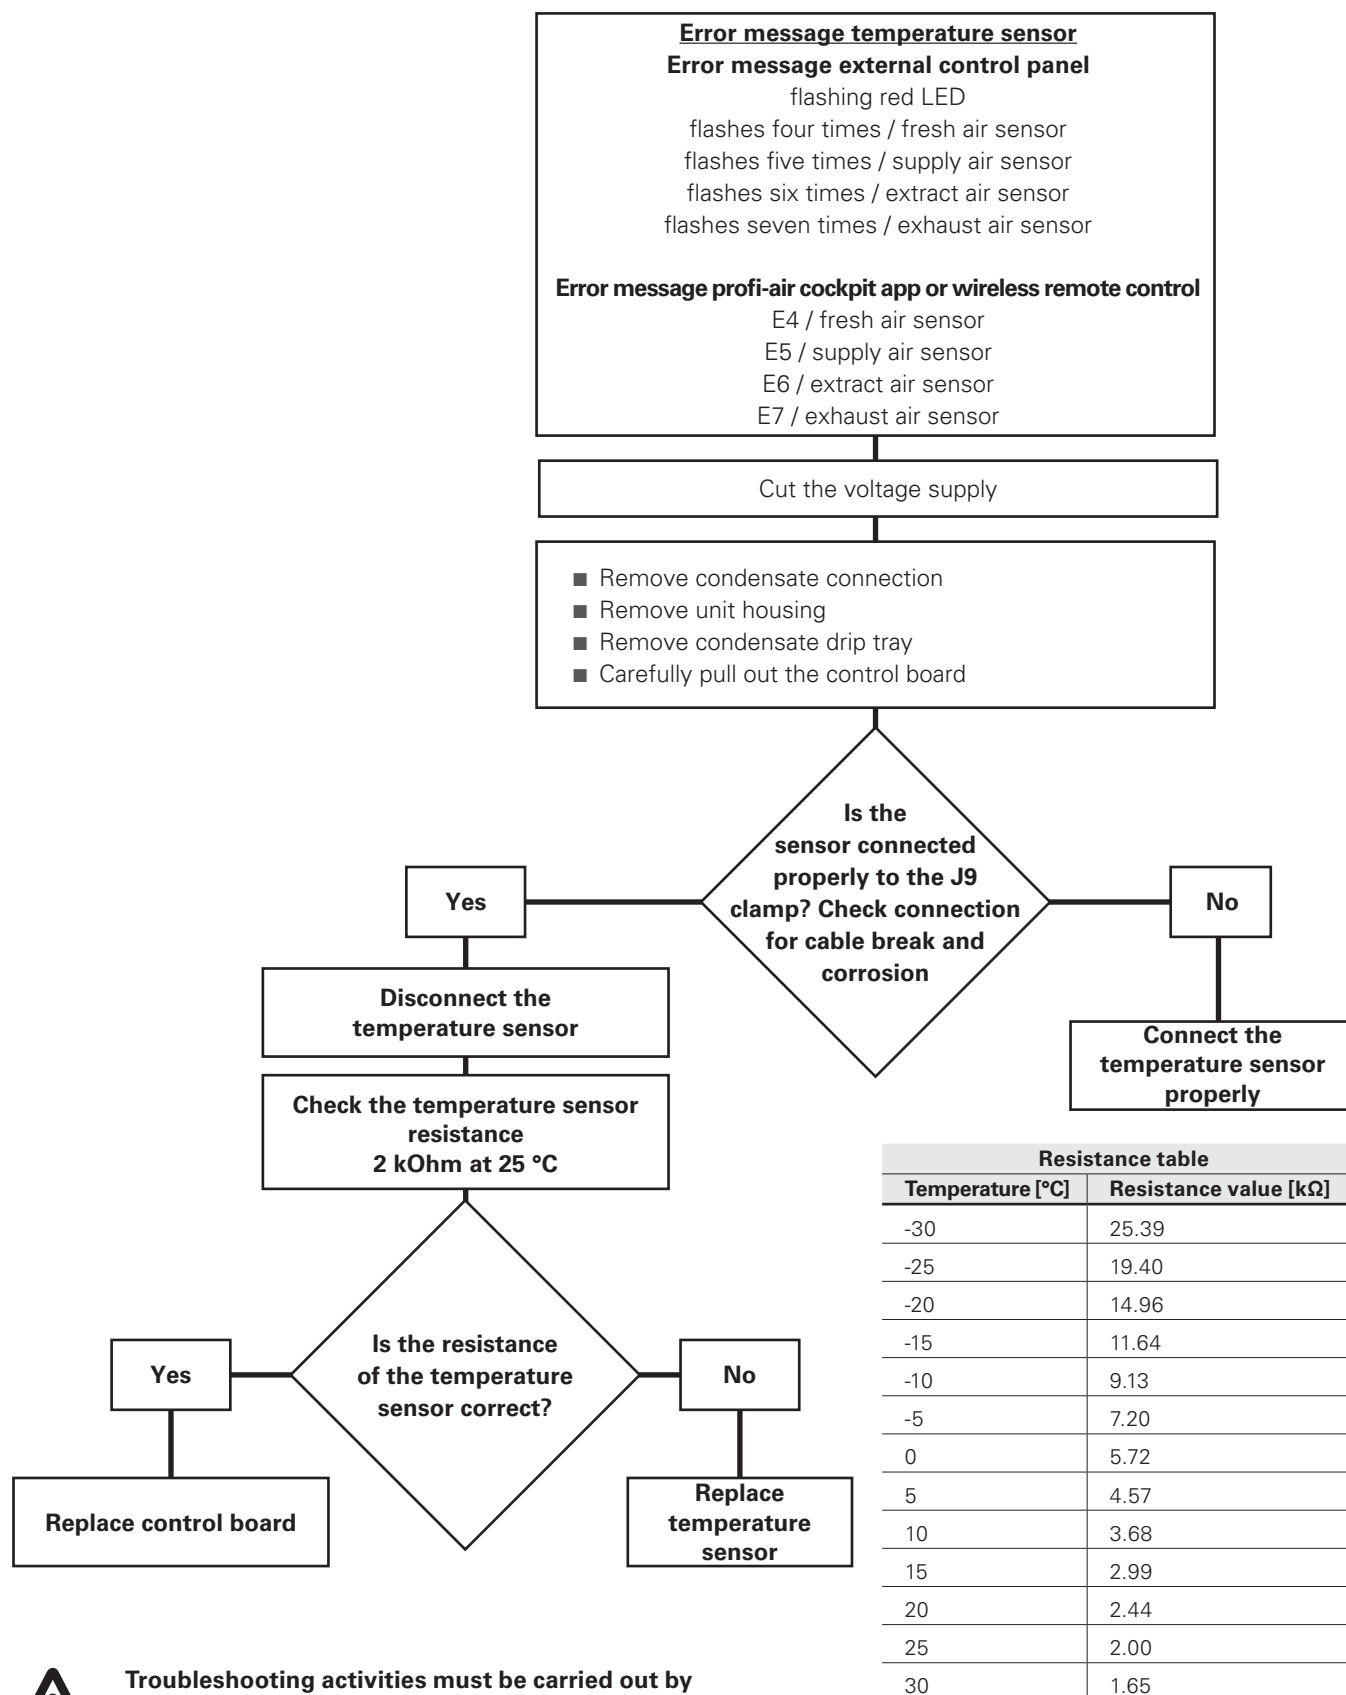 Error message temperature sensor
Error message external control panel
flashing red LED
flashes four times / fresh air sensor
flashes five times / supply air sensor
flashes six times / extract air sensor
flashes seven times / exhaust air sensor
Error message profi-air cockpit app or wireless remote control
E4 / fresh air sensor
E5 / supply air sensor
E6 / extract air sensor
E7 / exhaust air sensor
Cut the voltage supply
■ Remove condensate connection
■ Remove unit housing
■ Remove condensate drip tray
■ Carefully pull out the control board
Is the
sensor connected
properly to the J9
clamp? Check connection
for cable break and
corrosion
Yes
No
Disconnect the
temperature sensor
Connect the
temperature sensor
properly
Check the temperature sensor
resistance
2 kOhm at 25 °C
Is the resistance
of the temperature
sensor correct?
Yes
No
Replace control board
Replace
temperature
sensor
Resistance table
Temperature [°C] Resistance value [kΩ]
-30 25.39
-25 19.40
-20 14.96
-15 11.64
-10 9.13
-5 7.20
0 5.72
5 4.57
10 3.68
15 2.99
20 2.44
25 2.00
30 1.65
Troubleshooting activities must be carried out by